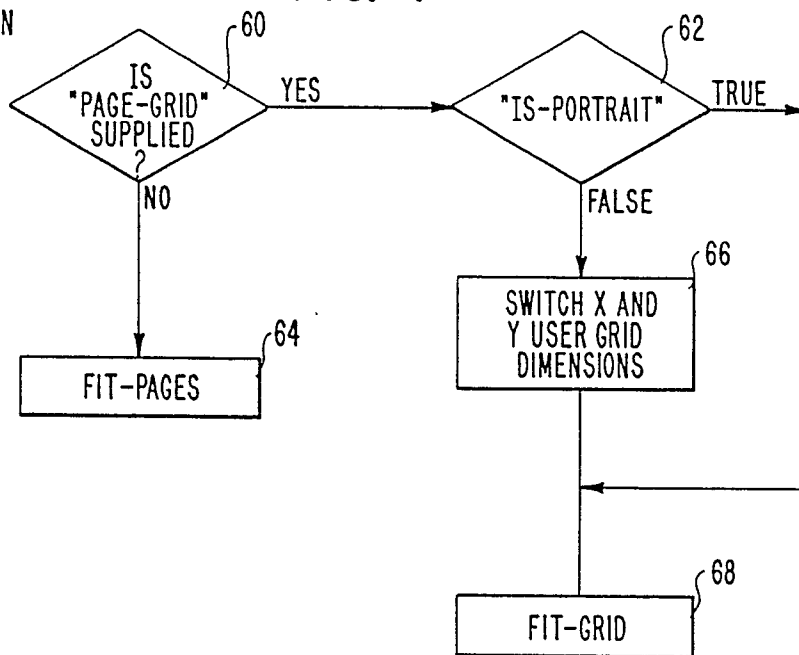 N
60
IS
"PAGE-GRID"
SUPPLIED
?
YES
NO
62
"IS-PORTRAIT"
TRUE
FALSE
66
SWITCH X AND
Y USER GRID
DIMENSIONS
64
FIT-PAGES
68
FIT-GRID